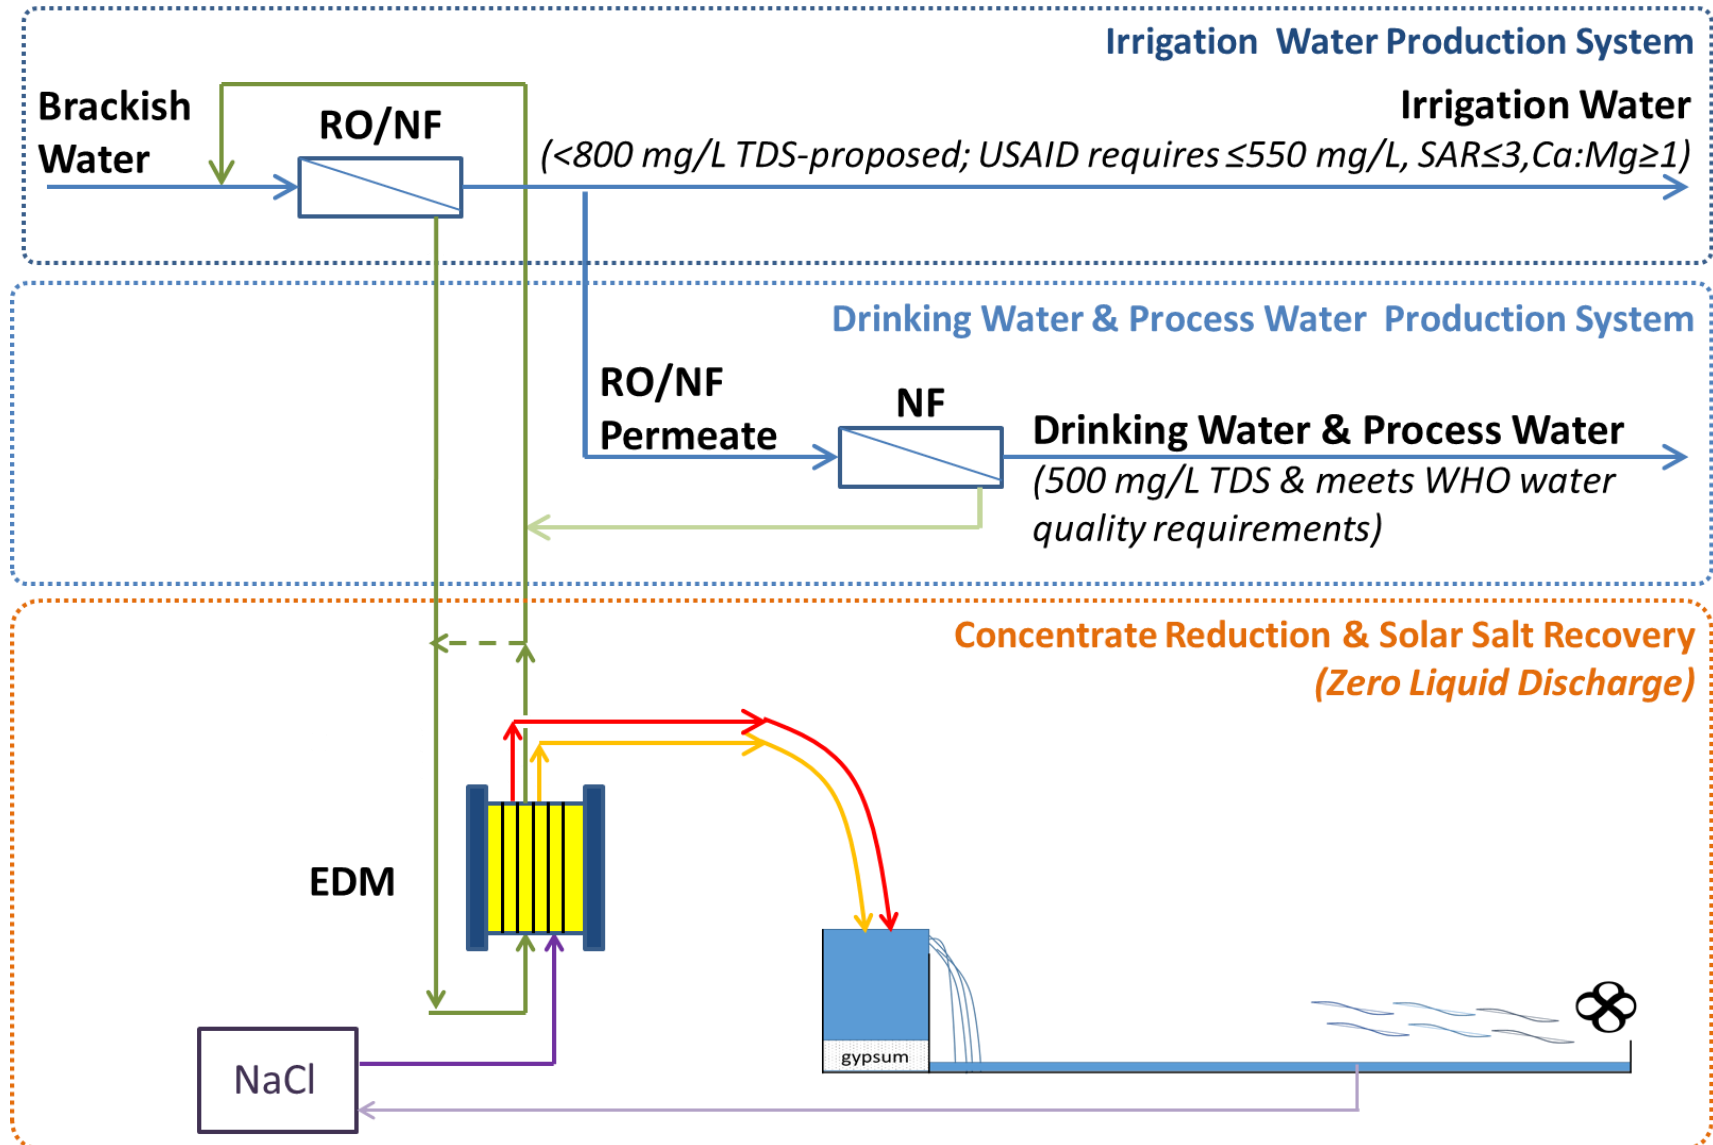 Irrigation Water Production System
Brackish
Water
RO/NF
Irrigation Water
(<800 mg/L TDS-proposed; USAID requires ≤550 mg/L, SAR≤3,Ca:Mg≥1)
Drinking Water & Process Water Production System
RO/NF
Permeate
NF
Drinking Water & Process Water
(500 mg/L TDS & meets WHO water
quality requirements)
Concentrate Reduction & Solar Salt Recovery
(Zero Liquid Discharge)
EDM
gypsum
NaCl